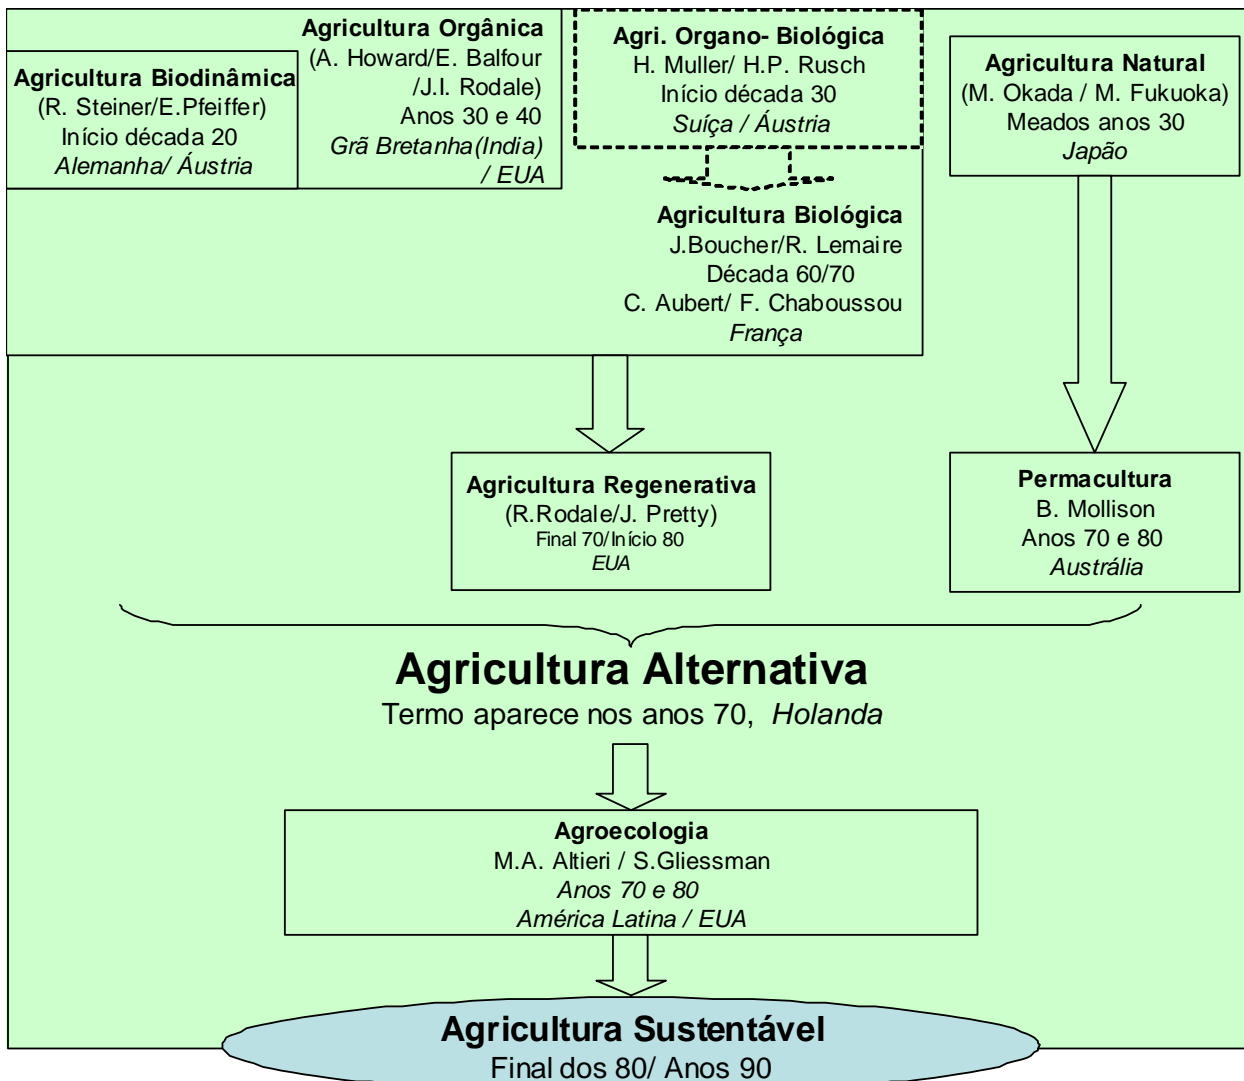 Agricultura Biodinâmica
(R. Steiner/E.Pfeiffer)
Início década 20
Alemanha/ Áustria
Agricultura Orgânica
(A. Howard/E. Balfour
/J.I. Rodale)
Anos 30 e 40
Grã Bretanha(India)
/ EUA
Agri. Organo- Biológica
H. Muller/ H.P. Rusch
Início década 30
Suíça / Áustria
Agricultura Natural
(M. Okada / M. Fukuoka)
Meados anos 30
Japão
Agricultura Biológica
J.Boucher/R. Lemaire
Década 60/70
C. Aubert/ F. Chaboussou
França
Agricultura Regenerativa
(R.Rodale/J. Pretty)
Final 70/Início 80
EUA
Permacultura
B. Mollison
Anos 70 e 80
Austrália
Agricultura Alternativa
Termo aparece nos anos 70, Holanda
Agroecologia
M.A. Altieri / S.Gliessman
Anos 70 e 80
América Latina / EUA
Agricultura Sustentável
Final dos 80/ Anos 90